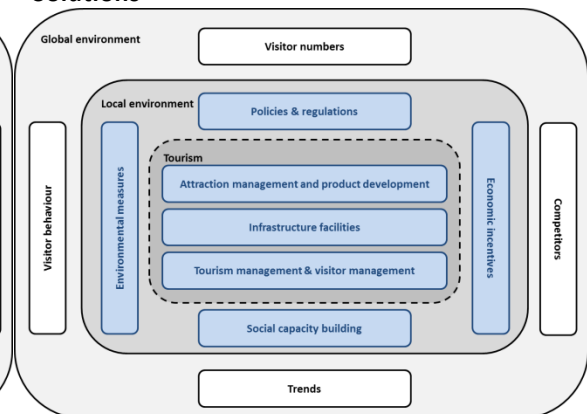 Global environment
Visitor numbers
Local environment
Policies & regulations
Visitor behaviour
Environmental measures
Tourism
Attraction management and product development
Infrastructure facilities
Tourism management & visitor management
Economic incentives
Competitors
Social capacity building
Trends